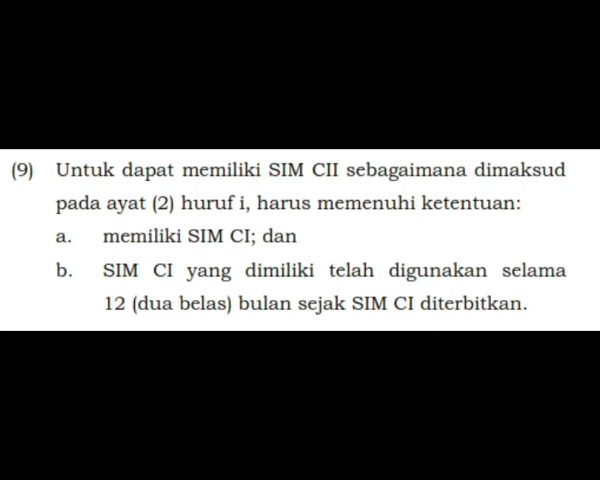 (9) Untuk dapat memiliki SIM CII sebagaimana dimaksud
pada ayat (2) huruf i, harus memenuhi ketentuan:
a. memiliki SIM CI; dan
b. SIM CI yang dimiliki telah digunakan selama
12 (dua belas) bulan sejak SIM CI diterbitkan.